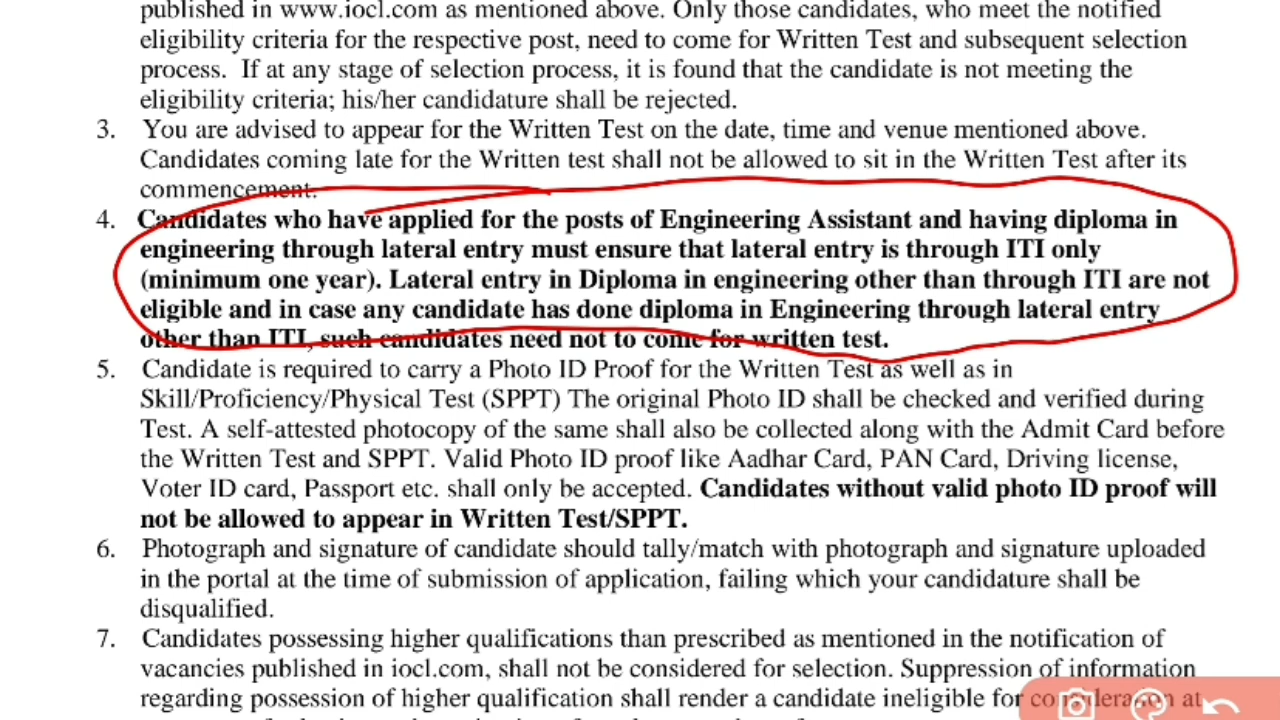 published in www.iocl.com as mentioned above. Only those candidates, who meet the notified
eligibility criteria for the respective post, need to come for Written Test and subsequent selection
process. If at any stage of selection process, it is found that the candidate is not meeting the
eligibility criteria; his/her candidature shall be rejected.
3. You are advised to appear for the Written Test on the date, time and venue mentioned above.
Candidates coming late for the Written test shall not be allowed to sit in the Written Test after its
commencement.
4. Candidates who have applied for the posts of Engineering Assistant and having diploma in
engineering through lateral entry must ensure that lateral entry is through ITI only
(minimum one year). Lateral entry in Diploma in engineering other than through ITI are not
eligible and in case any candidate has done diploma in Engineering through lateral entry
other than ITI, such candidates need not to come for written test.
5. Candidate is required to carry a Photo ID Proof for the Written Test as well as in
Skill/Proficiency/Physical Test (SPPT) The original Photo ID shall be checked and verified during
Test. A self-attested photocopy of the same shall also be collected along with the Admit Card before
the Written Test and SPPT. Valid Photo ID proof like Aadhar Card, PAN Card, Driving license,
Voter ID card, Passport etc. shall only be accepted. Candidates without valid photo ID proof will
not be allowed to appear in Written Test/SPPT.
6. Photograph and signature of candidate should tally/match with photograph and signature uploaded
in the portal at the time of submission of application, failing which your candidature shall be
disqualified.
7. Candidates possessing higher qualifications than prescribed as mentioned in the notification of
vacancies published in iocl.com, shall not be considered for selection. Suppression of information
regarding possession of higher qualification shall render a candidate ineligible for consideration at